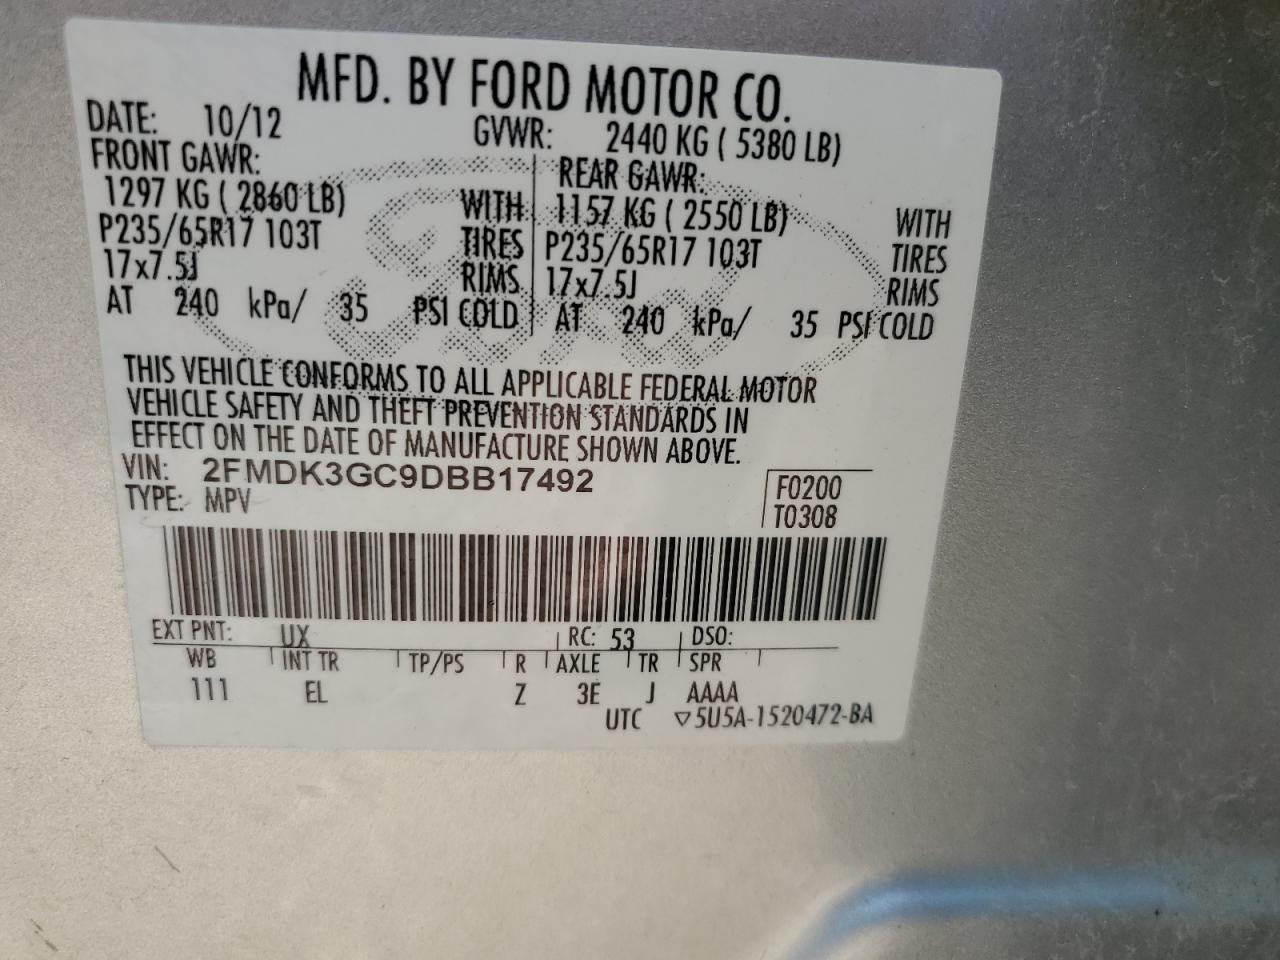 MFD. BY FORD MOTOR CO.
DATE: 10/12 GVWR: 2440 KG ( 5380 LB)
FRONT GAWR: REAR GAWR:
1297 KG ( 2860 LB) WITH 1157 KG ( 2550 LB) WITH
P235/65R17 103T TIRES P235/65R17 103T TIRES
17x7.5J RIMS 17x7.5J RIMS
AT 240 kPa/ 35 PSI COLD AT 240 kPa/ 35 PSI COLD
THIS VEHICLE CONFORMS TO ALL APPLICABLE FEDERAL MOTOR
VEHICLE SAFETY AND THEFT PREVENTION STANDARDS IN
EFFECT ON THE DATE OF MANUFACTURE SHOWN ABOVE.
VIN: 2FMDK3GC9DBB17492
TYPE: MPV
F0200
T0308
EXT PNT: UX RC: 53 DSO:
WB INT TR TP/PS R AXLE TR SPR
111 EL Z 3E J AAAA
UTC ▽5U5A-1520472-BA
Ford